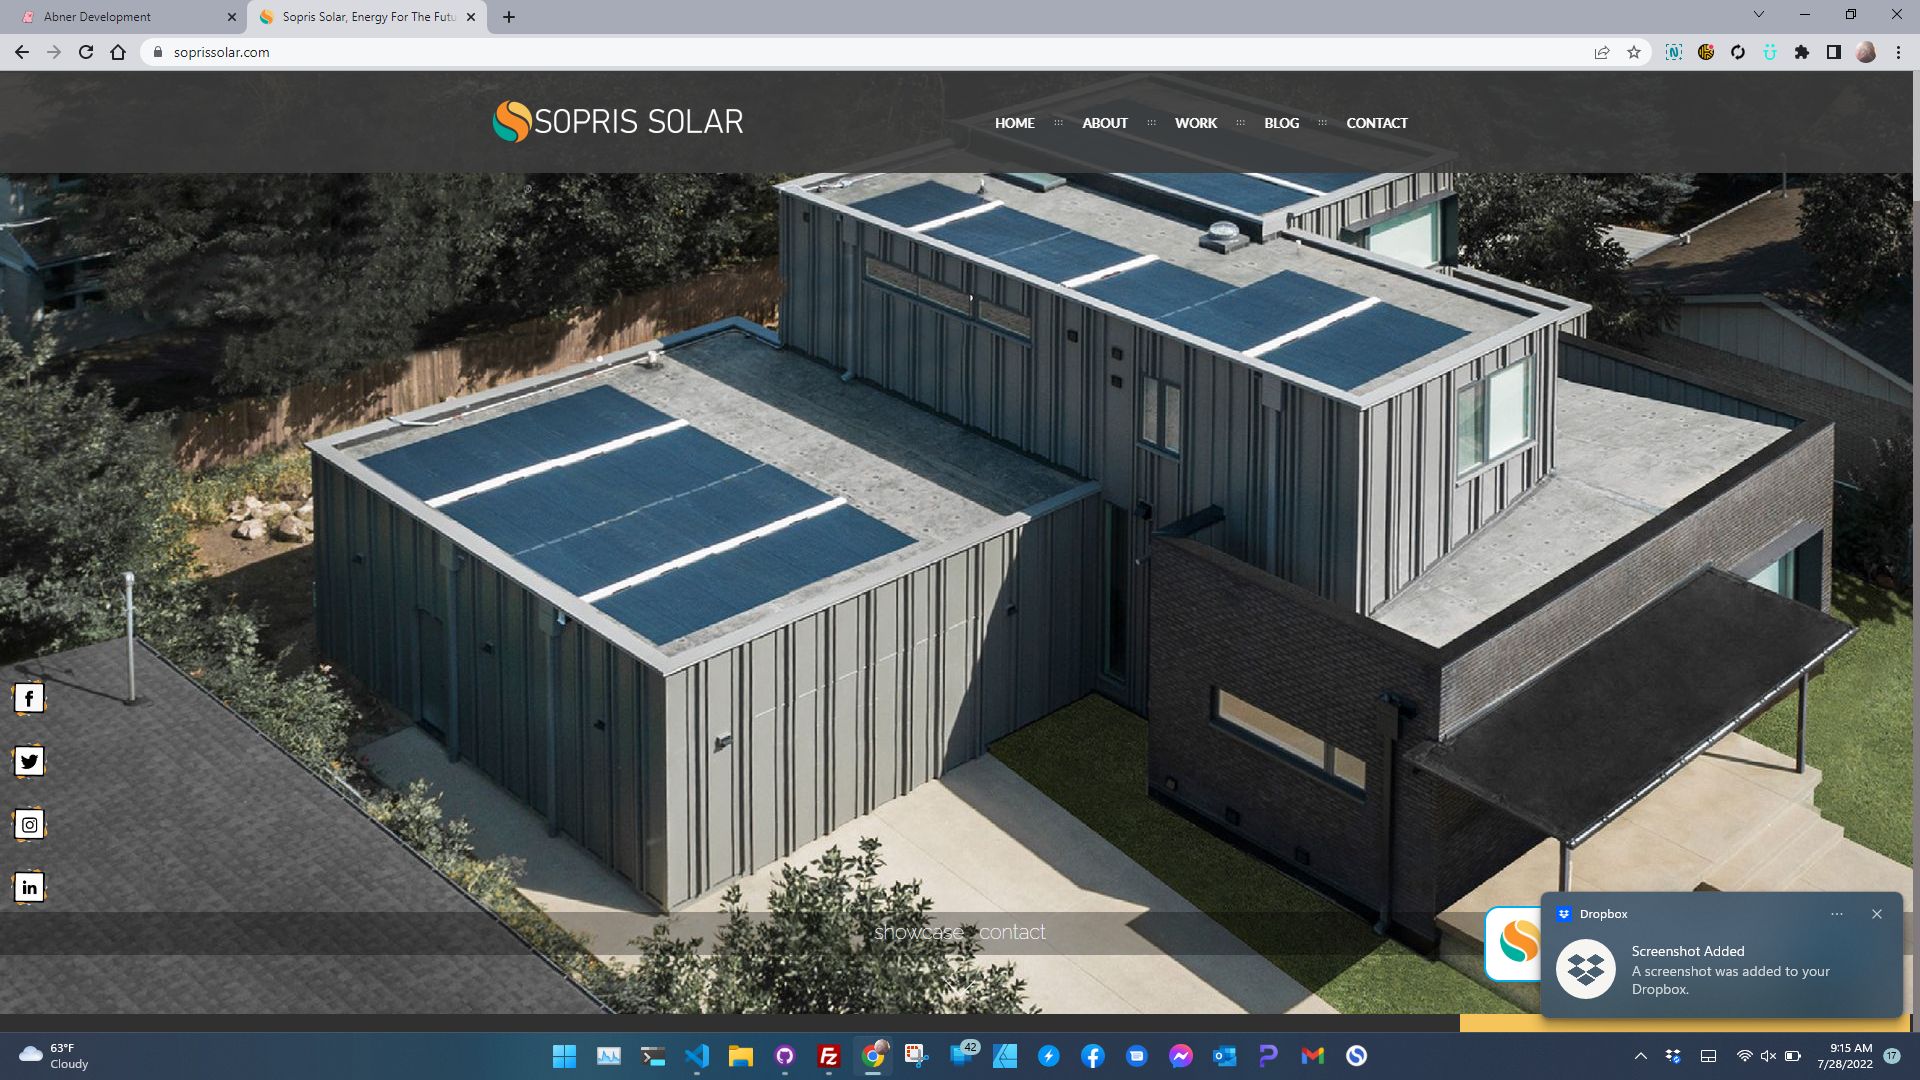 Abner Development
Sopris Solar, Energy For The Futu
soprissolar.com
SOPRIS SOLAR
HOME
ABOUT
WORK
BLOG
CONTACT
showcase
contact
Dropbox
Screenshot Added
A screenshot was added to your
Dropbox.
63°F
Cloudy
42
9:15 AM
7/28/2022
17